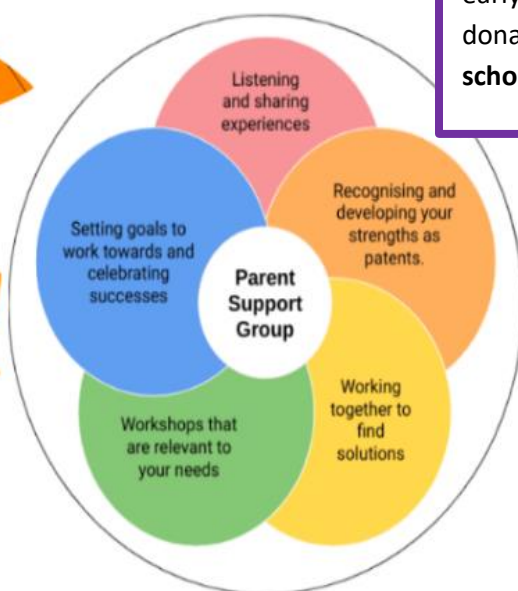 dona
scho
Listening
and sharing
experiences
Recognising and
developing your
strengths as
patents.
Setting goals to
work towards and
celebrating
successes
Parent
Support
Group
Working
together to
find
solutions
Workshops that
are relevant to
your needs